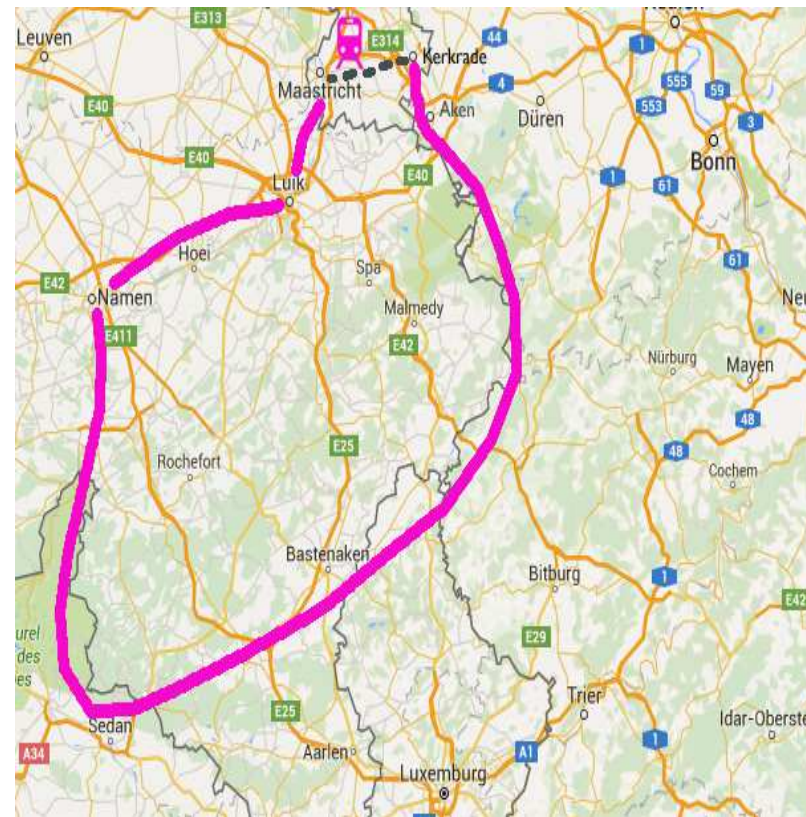 E313
Leuven
E314
44
1
555
Kerkrade
Maastricht
4
59
E40
Aken
Düren
553
3
Bonn
E40
1
61
Luik
E40
Hoei
61
Spa
E42
Namen
Malmedy
E411
E42
Nürburg
Mayen
48
E25
48
Rochefort
Cochem
Bastenaken
Bitburg
1
E42
E29
Trier
E25
Sedan
Idar-Oberste
A34
Aarlen
A1
1
Luxemburg